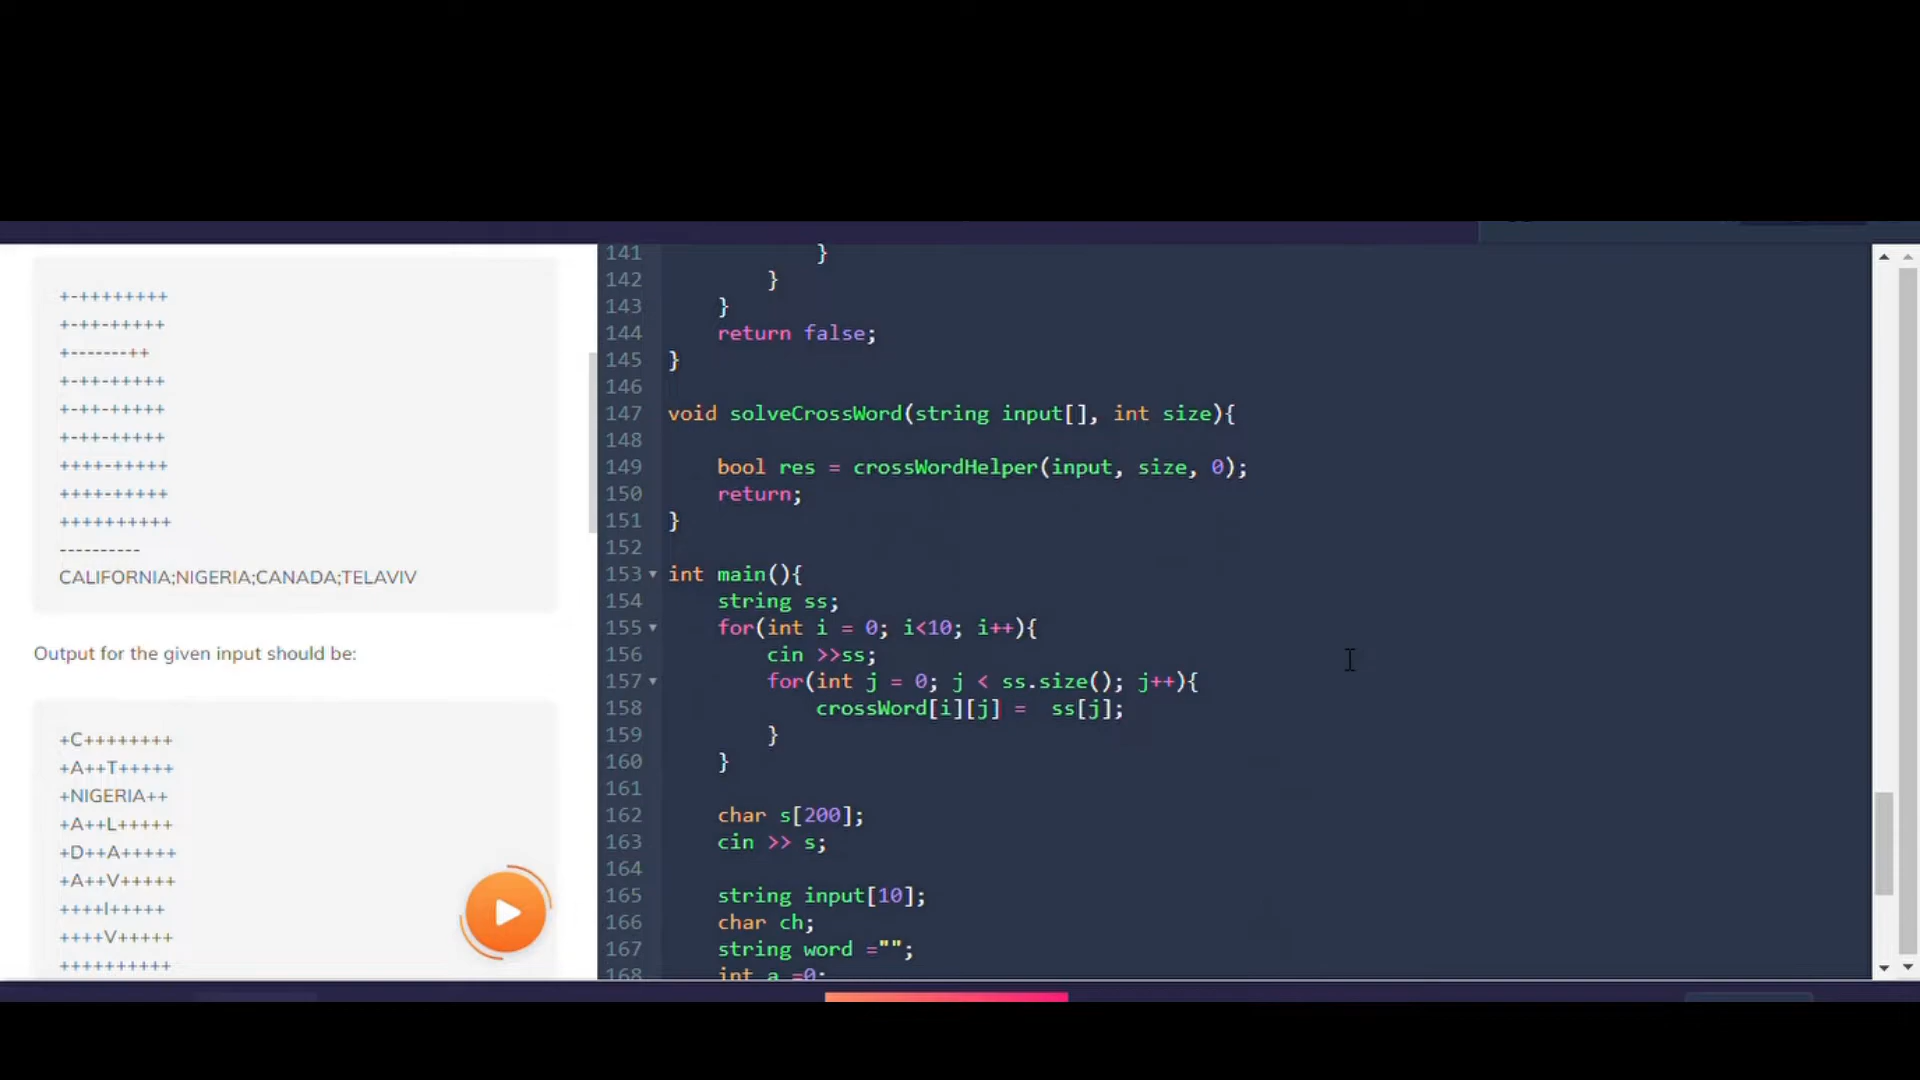 +-++++++++
+-++-+++++
+-------++
+-++-+++++
+-++-+++++
+-++-+++++
++++-+++++
++++-+++++
++++++++++
----------
CALIFORNIA;NIGERIA;CANADA;TELAVIV
Output for the given input should be:
+C++++++++
+A++T+++++
+NIGERIA++
+A++L+++++
+D++A+++++
+A++V+++++
++++I+++++
++++V+++++
++++++++++
141 }
142 }
143 }
144 return false;
145 }
146
147 void solveCrossWord(string input[], int size){
148
149 bool res = crossWordHelper(input, size, 0);
150 return;
151 }
152
153 int main(){
154 string ss;
155 for(int i = 0; i<10; i++){
156 cin >>ss;
157 for(int j = 0; j < ss.size(); j++){
158 crossWord[i][j] =  ss[j];
159 }
160 }
161
162 char s[200];
163 cin >> s;
164
165 string input[10];
166 char ch;
167 string word ="";
168 int a =0;